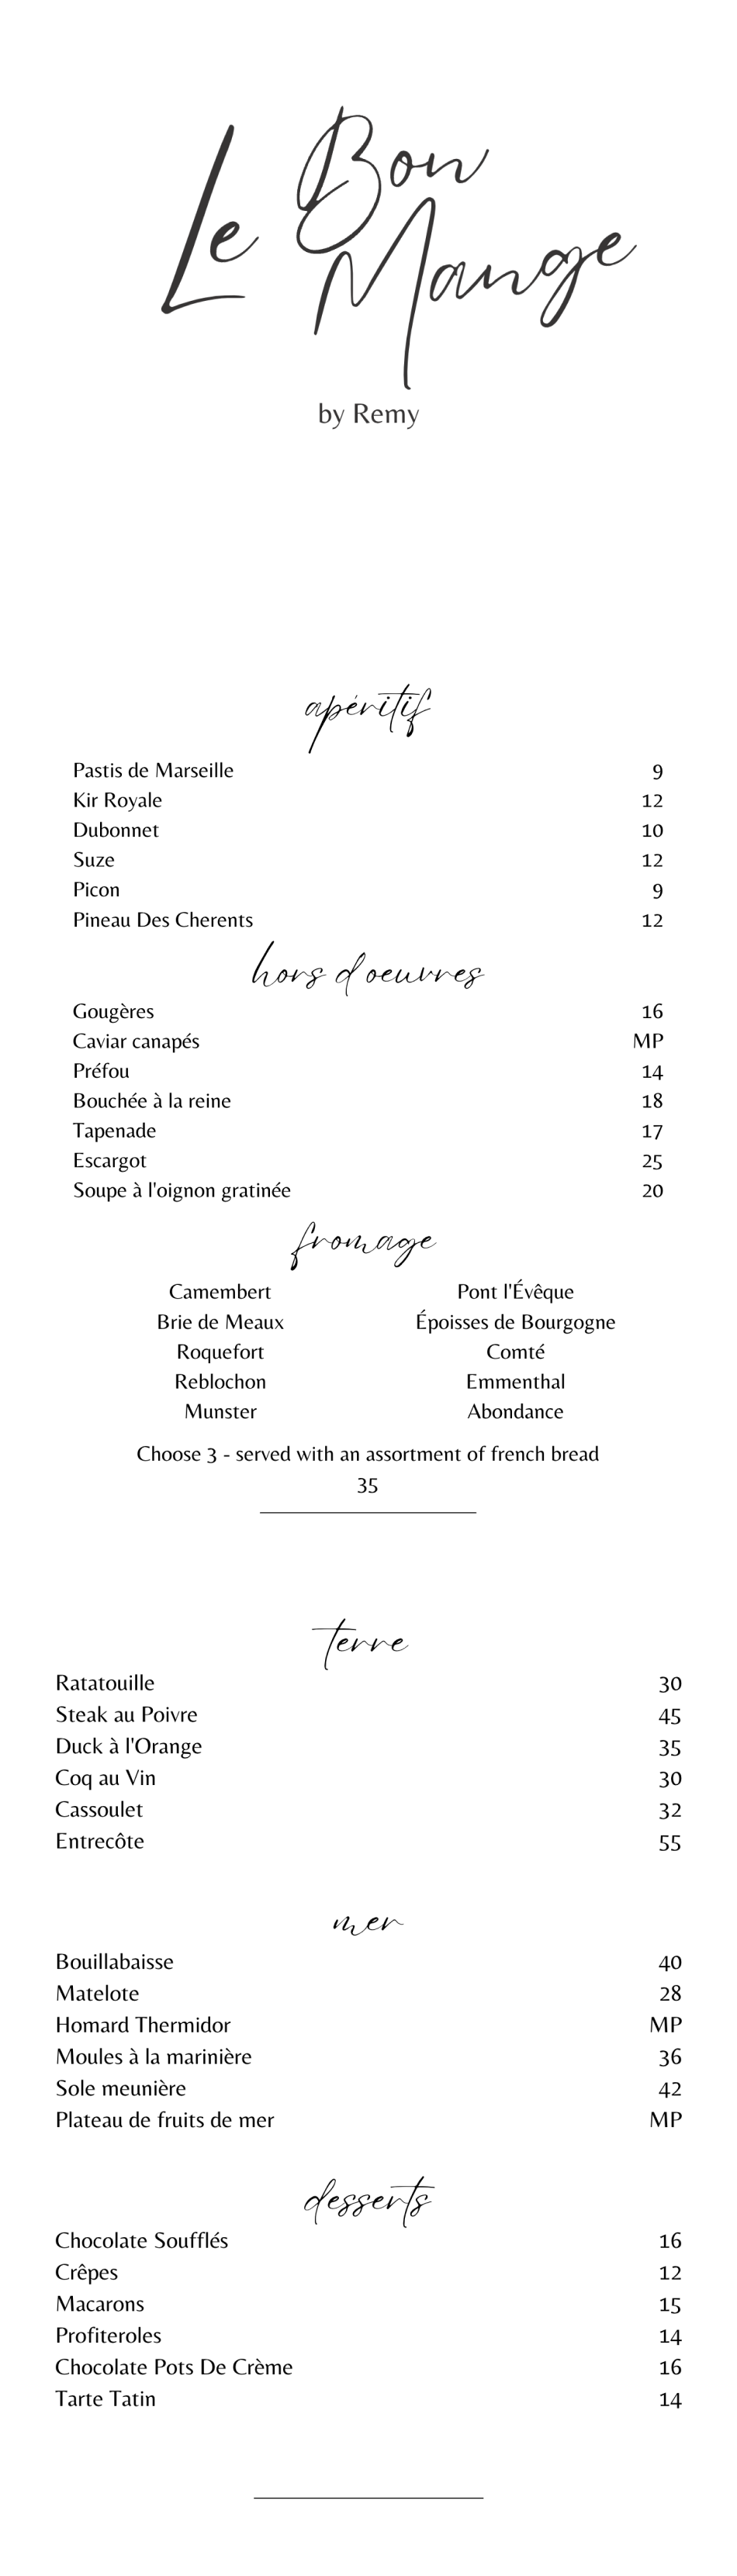 Le Bon
Mange
by Remy
apéritif
Pastis de Marseille 9
Kir Royale 12
Dubonnet 10
Suze 12
Picon 9
Pineau Des Cherents 12
hors d oeuvres
Gougères 16
Caviar canapés MP
Préfou 14
Bouchée à la reine 18
Tapenade 17
Escargot 25
Soupe à l'oignon gratinée 20
fromage
Camembert Pont l'Évêque
Brie de Meaux Époisses de Bourgogne
Roquefort Comté
Reblochon Emmenthal
Munster Abondance
Choose 3 - served with an assortment of french bread
35
terre
Ratatouille 30
Steak au Poivre 45
Duck à l'Orange 35
Coq au Vin 30
Cassoulet 32
Entrecôte 55
mer
Bouillabaisse 40
Matelote 28
Homard Thermidor MP
Moules à la marinière 36
Sole meunière 42
Plateau de fruits de mer MP
desserts
Chocolate Soufflés 16
Crêpes 12
Macarons 15
Profiteroles 14
Chocolate Pots De Crème 16
Tarte Tatin 14